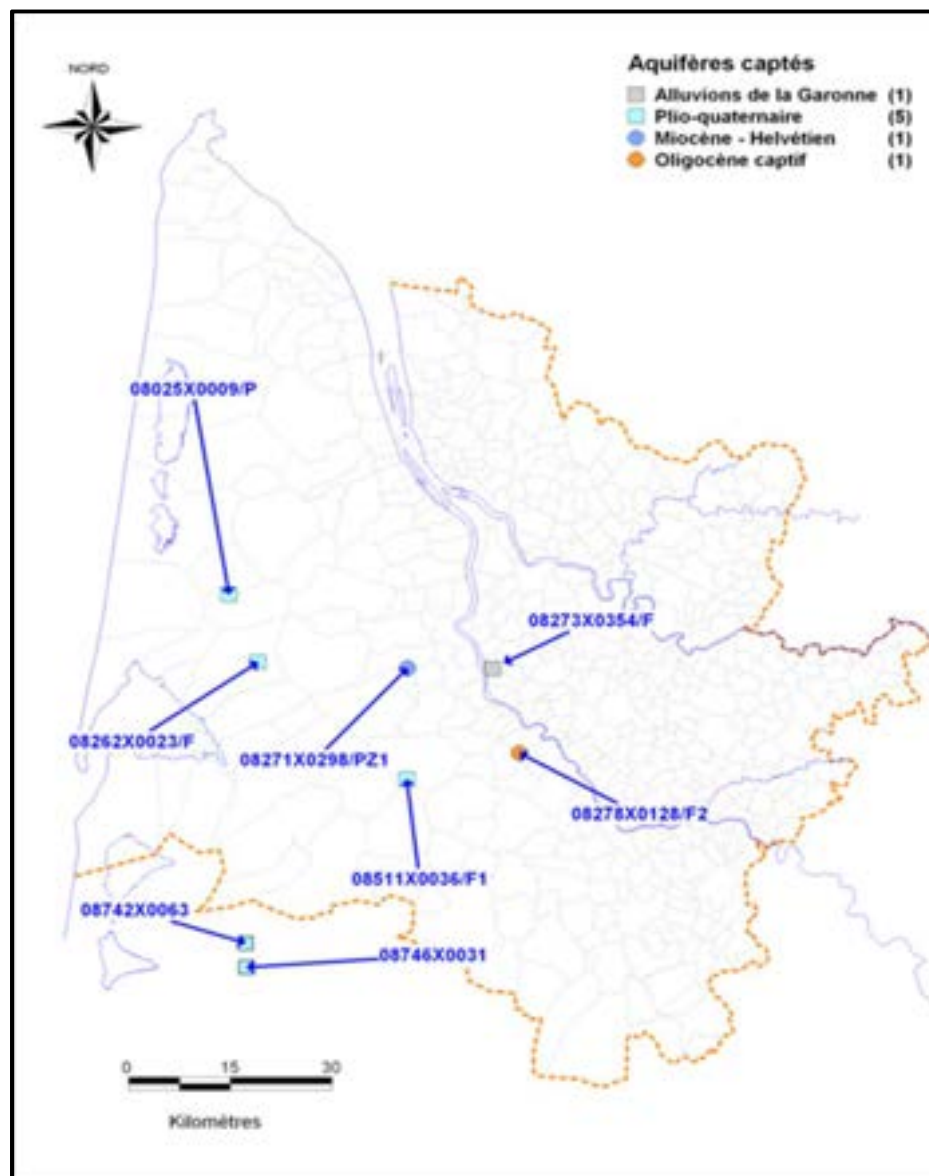 NORD
Aquifères captés
Alluvions de la Garonne (1)
Plio-quaternaire (5)
Miocène - Helvétien (1)
Oligocène captif (1)
08025X0009/P
08273X0354/F
08262X0023/F
08271X0298/PZ1
08278X0128/F2
08511X0036/F1
08742X0063
08746X0031
0 15 30
Kilomètres